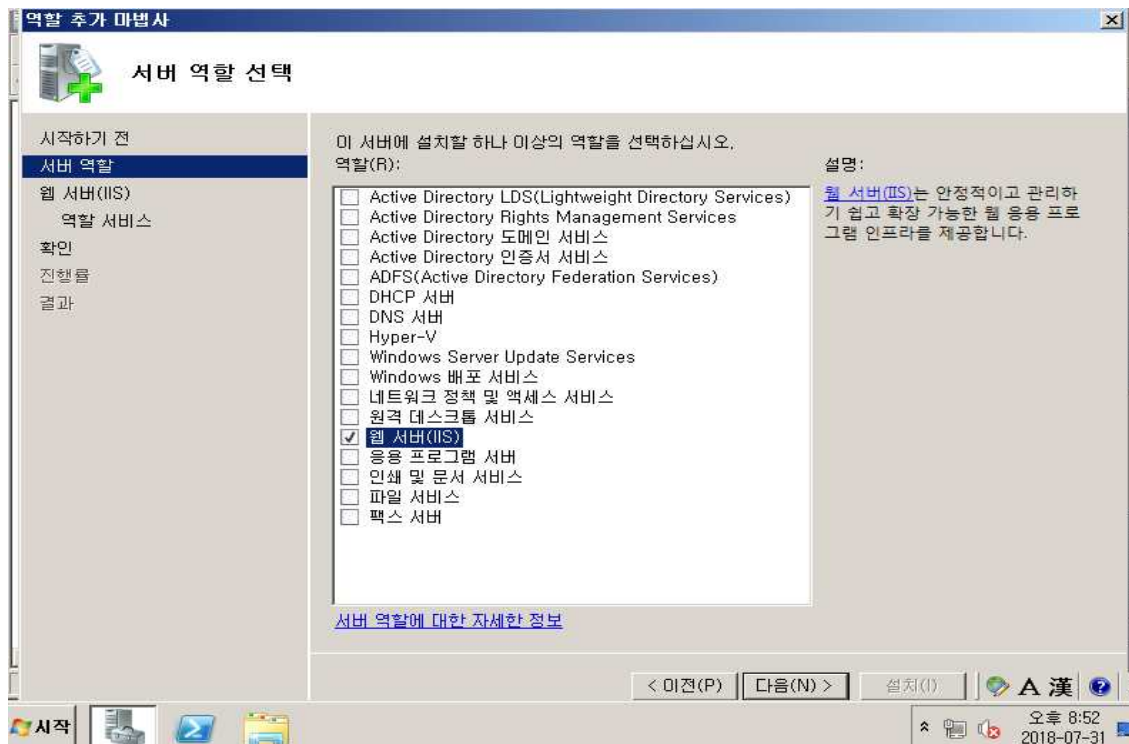 역할 추가 마법사
서버 역할 선택
시작하기 전
서버 역할
웹 서버(IIS)
역할 서비스
확인
진행률
결과
이 서버에 설치할 하나 이상의 역할을 선택하십시오.
역할(R):
Active Directory LDS(Lightweight Directory Services)
Active Directory Rights Management Services
Active Directory 도메인 서비스
Active Directory 인증서 서비스
ADFS(Active Directory Federation Services)
DHCP 서버
DNS 서버
Hyper-V
Windows Server Update Services
Windows 배포 서비스
네트워크 정책 및 액세스 서비스
원격 데스크톱 서비스
웹 서버(IIS)
응용 프로그램 서버
인쇄 및 문서 서비스
파일 서비스
팩스 서버
서버 역할에 대한 자세한 정보
설명:
웹 서버(IIS)는 안정적이고 관리하
기 쉽고 확장 가능한 웹 응용 프로
그램 인프라를 제공합니다.
< 이전(P)
다음(N) >
설치(I)
A 漢
시작
오후 8:52
2018-07-31